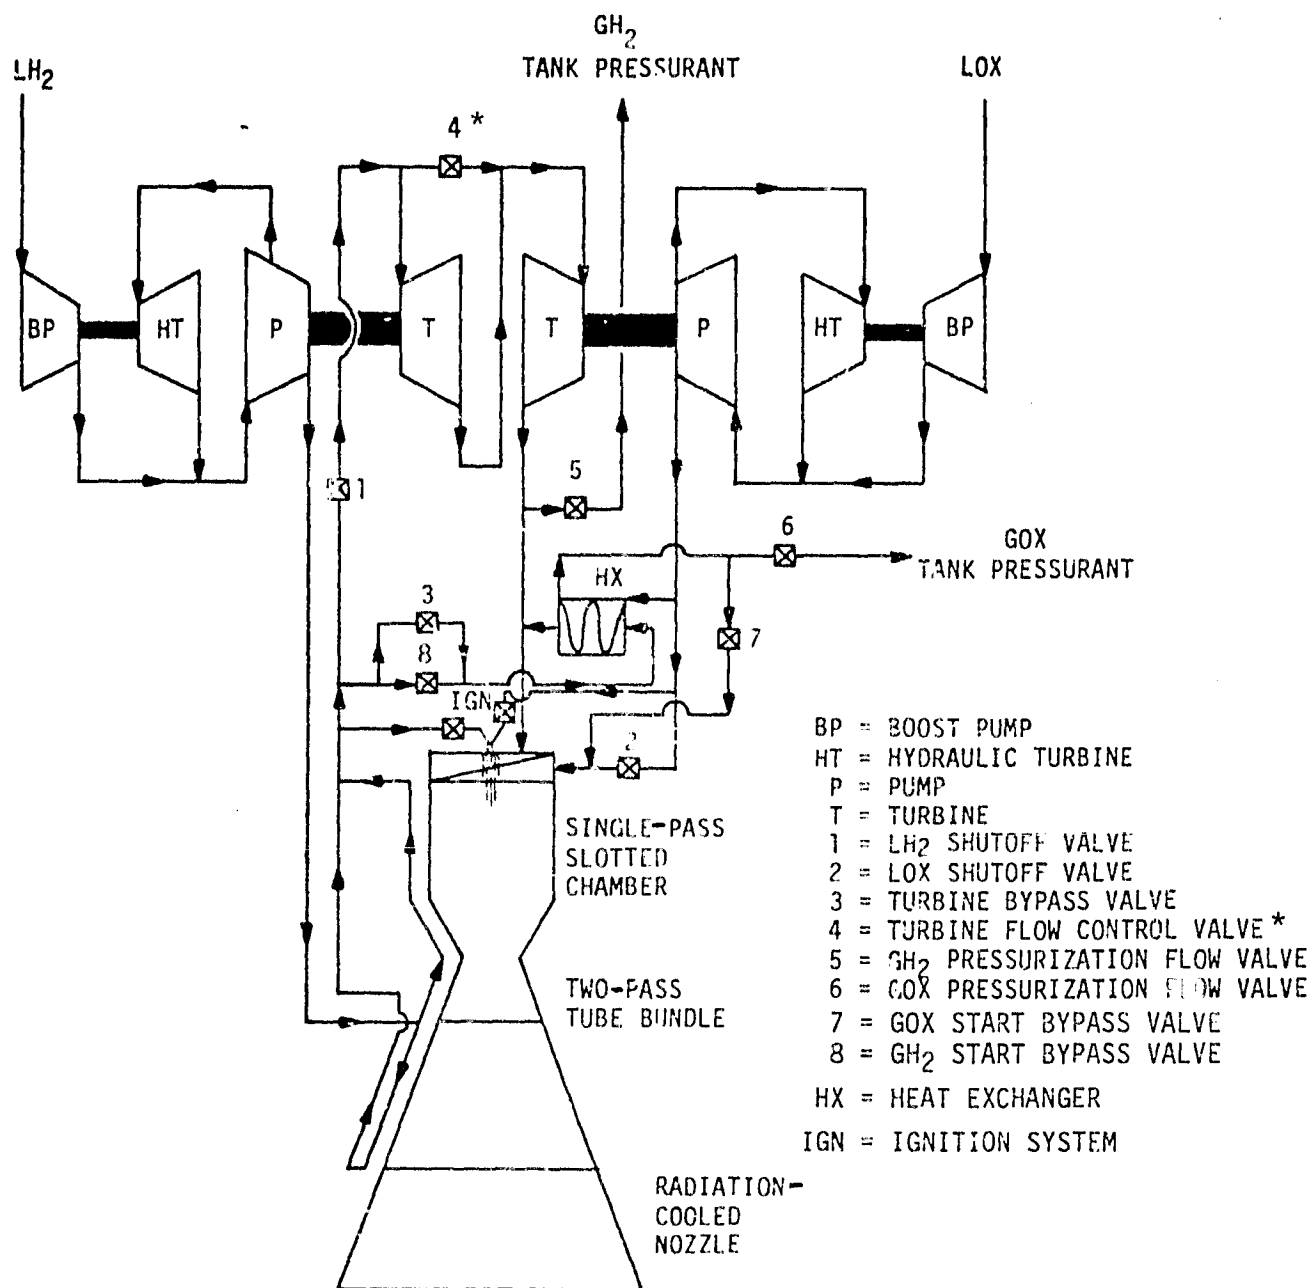 GH2
TANK PRESSURANT
LH2
LOX
4*
BP
HT
P
T
T
P
HT
BP
1
5
6
GOX
TANK PRESSURANT
HX
3
7
8
IGN
2
SINGLE-PASS
SLOTTED
CHAMBER
TWO-PASS
TUBE BUNDLE
RADIATION-
COOLED
NOZZLE
BP = BOOST PUMP
HT = HYDRAULIC TURBINE
P = PUMP
T = TURBINE
1 = LH2 SHUTOFF VALVE
2 = LOX SHUTOFF VALVE
3 = TURBINE BYPASS VALVE
4 = TURBINE FLOW CONTROL VALVE*
5 = GH2 PRESSURIZATION FLOW VALVE
6 = GOX PRESSURIZATION FLOW VALVE
7 = GOX START BYPASS VALVE
8 = GH2 START BYPASS VALVE
HX = HEAT EXCHANGER
IGN = IGNITION SYSTEM